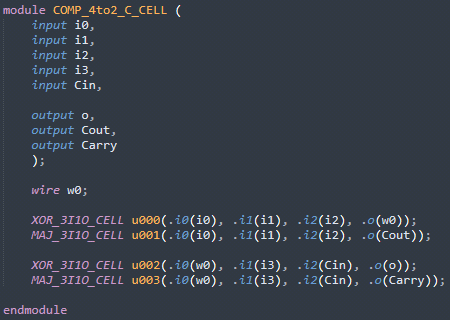 module COMP_4to2_C_CELL (
input i0,
input i1,
input i2,
input i3,
input Cin,
output o,
output Cout,
output Carry
);
wire w0;
XOR_3I1O_CELL u000(.i0(i0), .i1(i1), .i2(i2), .o(w0));
MAJ_3I1O_CELL u001(.i0(i0), .i1(i1), .i2(i2), .o(Cout));
XOR_3I1O_CELL u002(.i0(w0), .i1(i3), .i2(Cin), .o(o));
MAJ_3I1O_CELL u003(.i0(w0), .i1(i3), .i2(Cin), .o(Carry));
endmodule